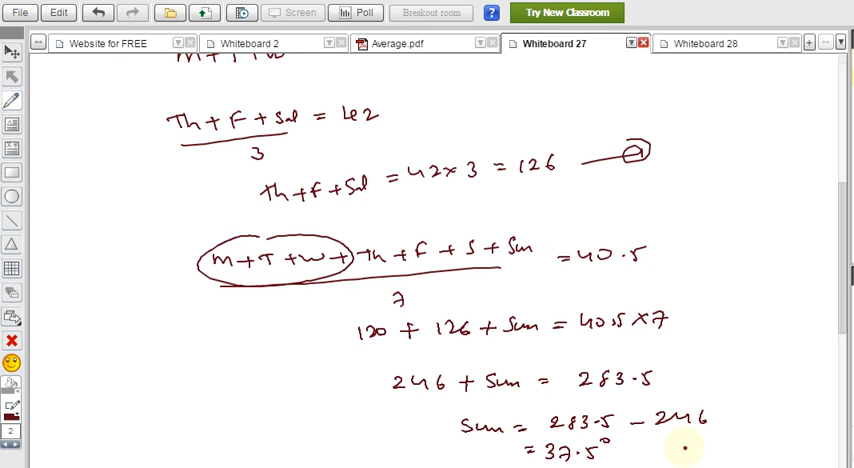 File Edit Screen Poll Breakout room ? Try New Classroom
Website for FREE Whiteboard 2 Average.pdf Whiteboard 27 Whiteboard 28
M+T+W
Th + F + Sat = 42
3
Th+F+Sat = 42 × 3 = 126
M+T+W+Th+F+S+Sun = 40.5
7
120 + 126 + Sun = 40.5 × 7
246 + Sun = 283.5
Sun = 283.5 - 246
= 37.5°
2